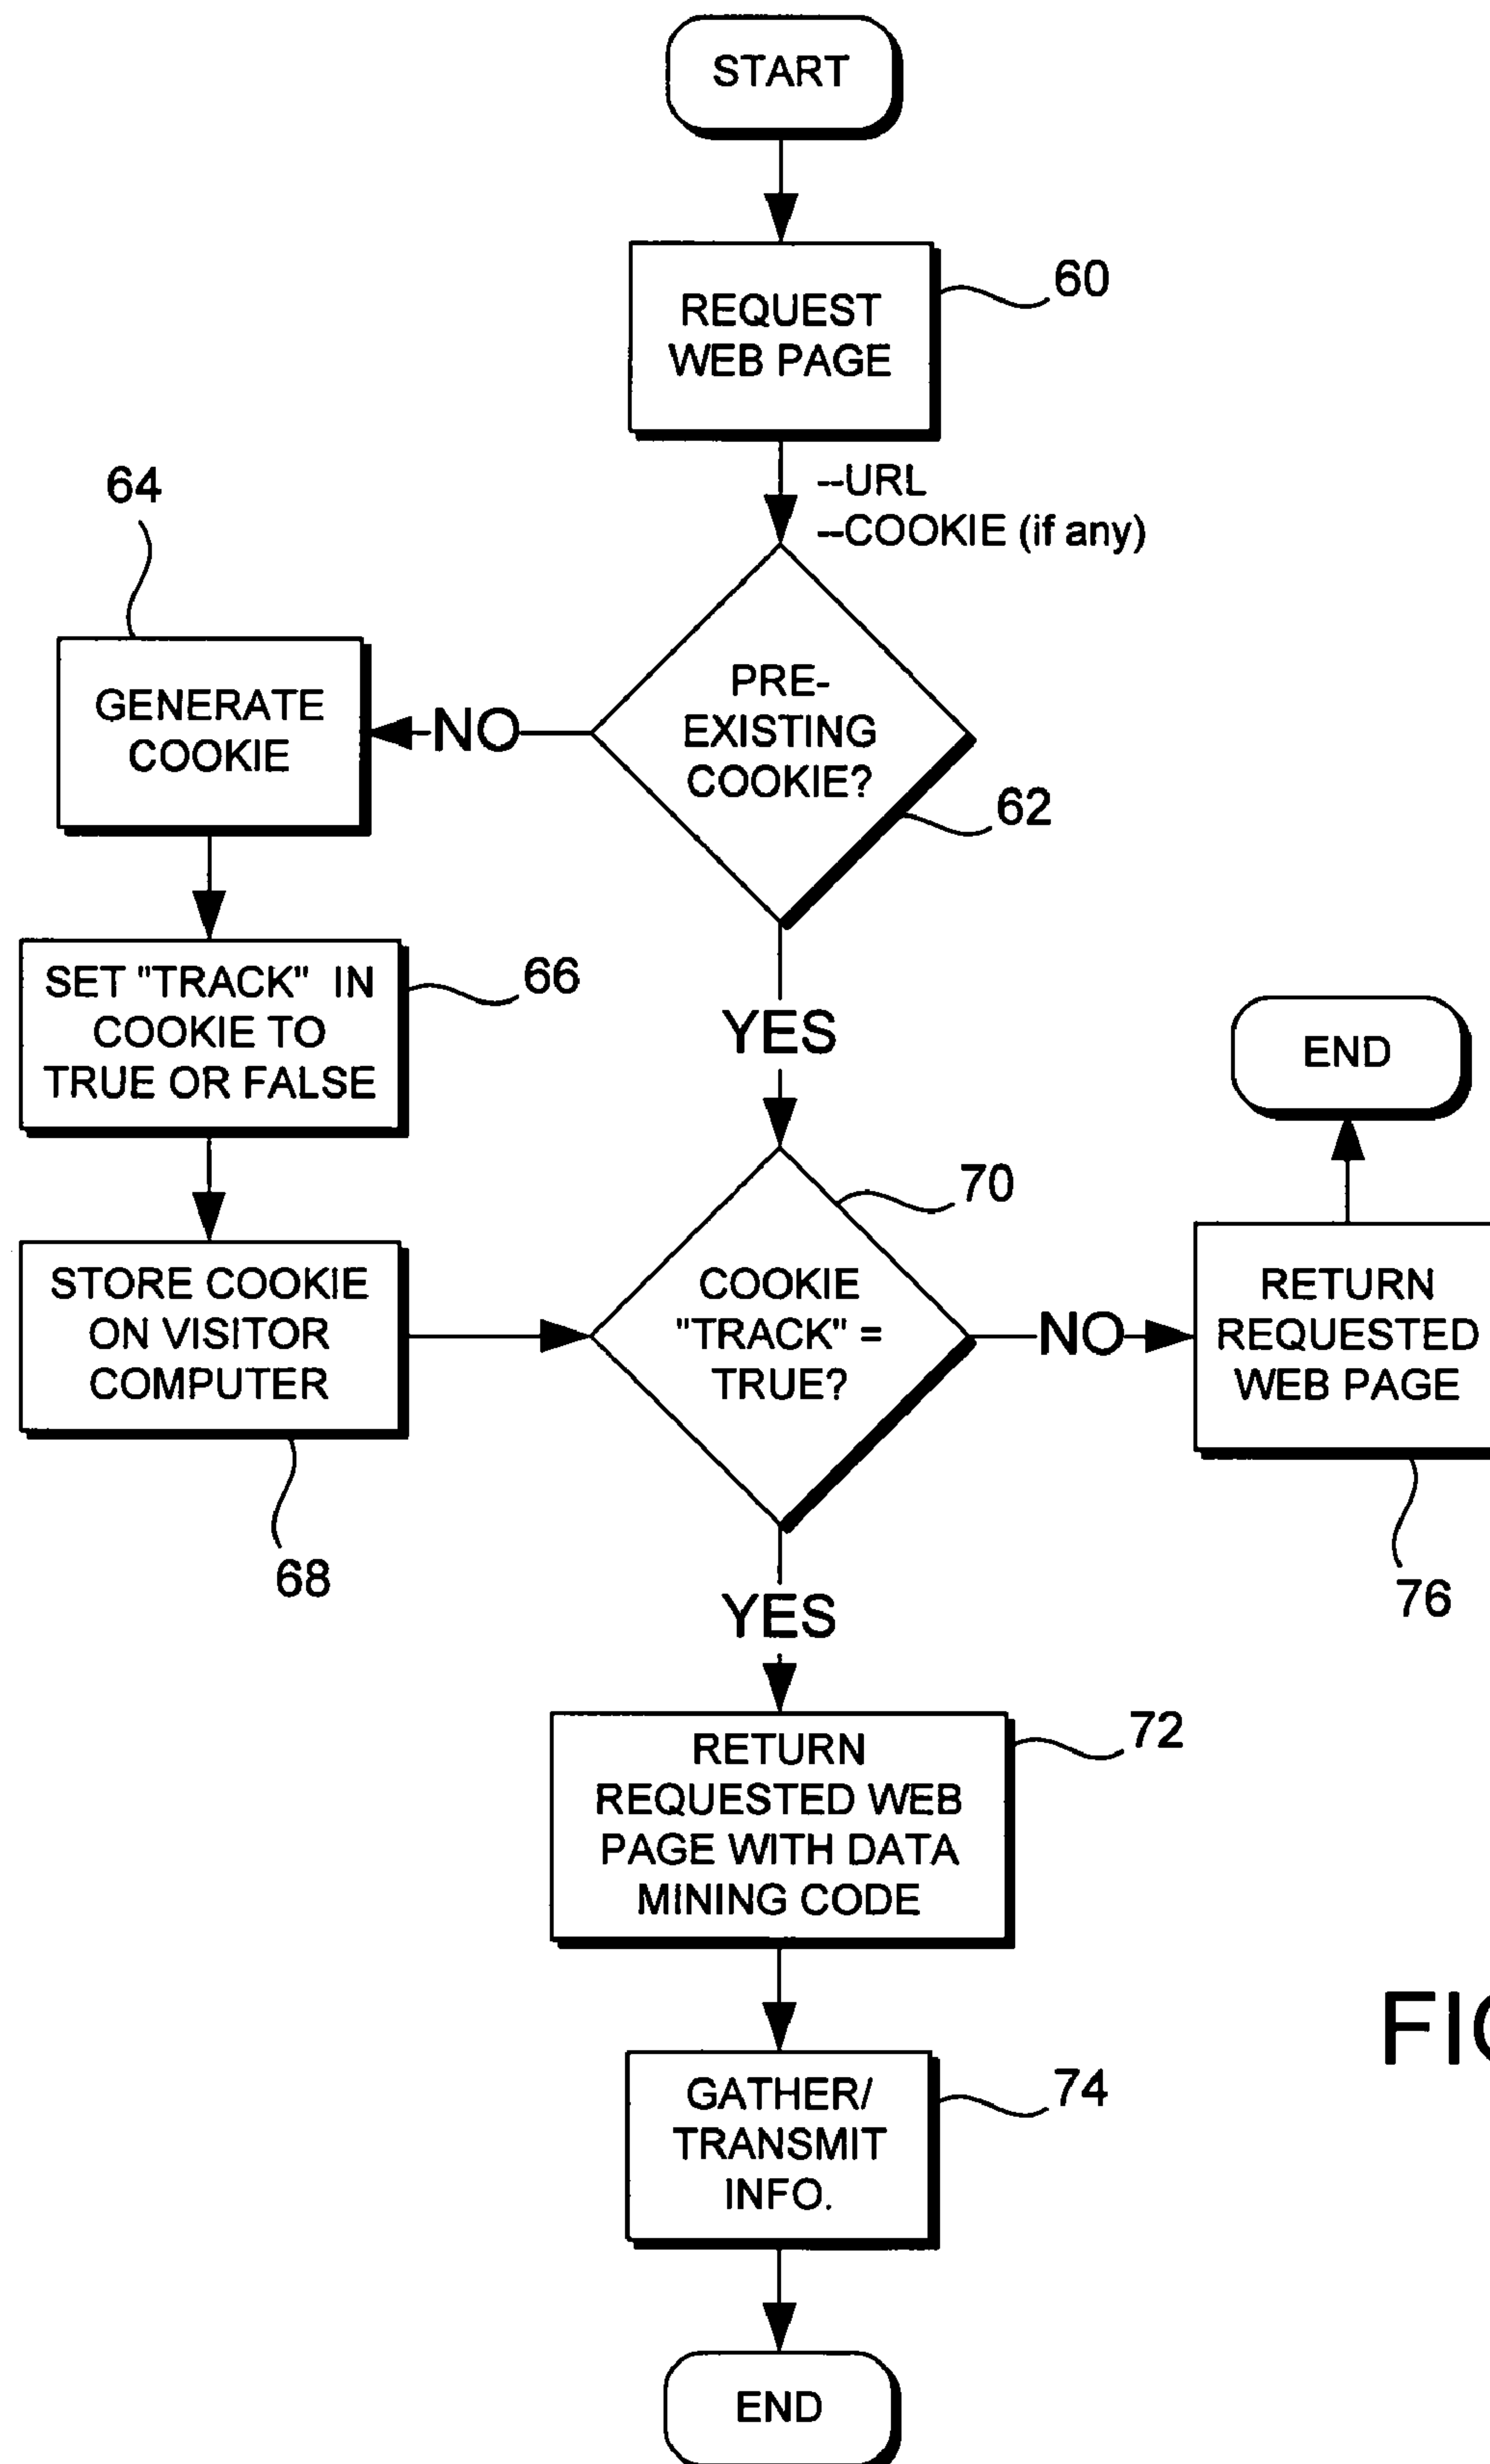 START
REQUEST
WEB PAGE
60
--URL
--COOKIE (if any)
64
GENERATE
COOKIE
NO
PRE-
EXISTING
COOKIE?
62
SET "TRACK" IN
COOKIE TO
TRUE OR FALSE
66
YES
END
STORE COOKIE
ON VISITOR
COMPUTER
68
COOKIE
"TRACK" =
TRUE?
70
NO
RETURN
REQUESTED
WEB PAGE
76
YES
RETURN
REQUESTED WEB
PAGE WITH DATA
MINING CODE
72
GATHER/
TRANSMIT
INFO.
74
END